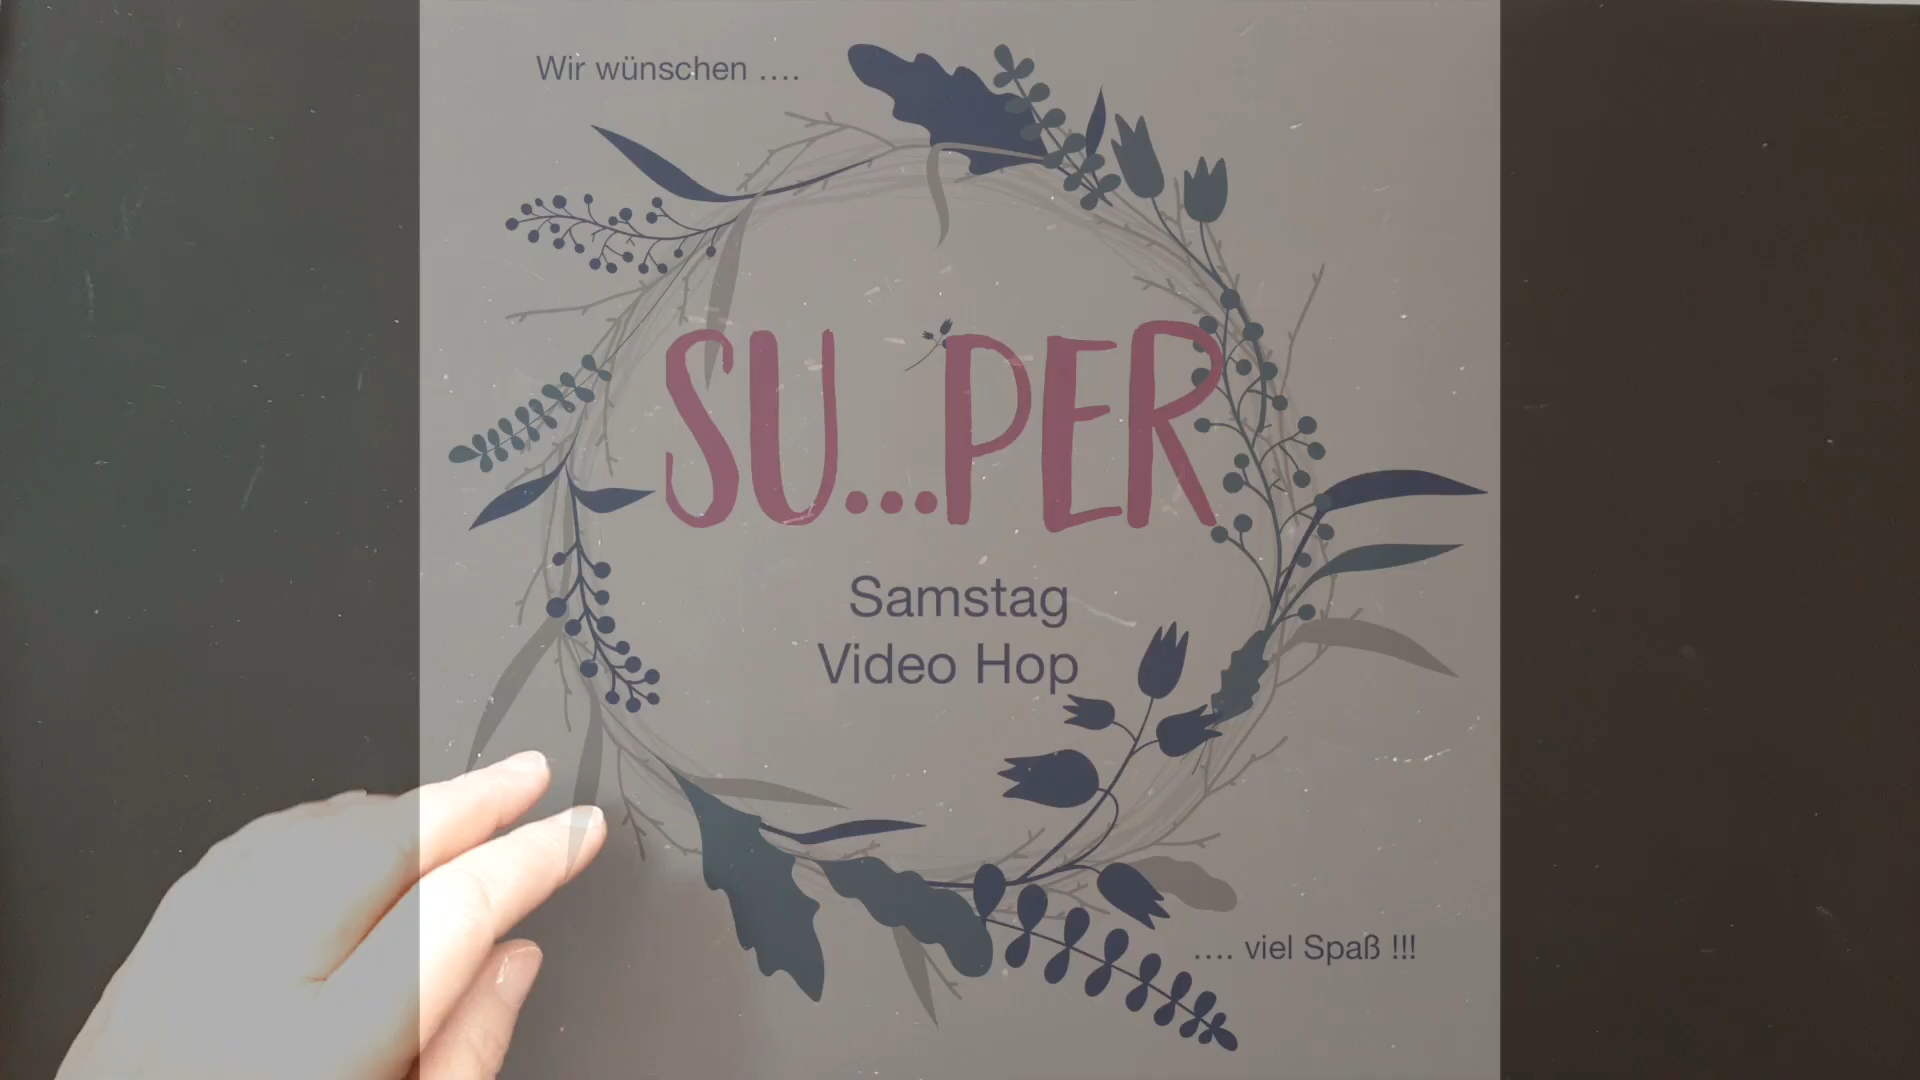 Wir wünschen ....
SU...PER
Samstag
Video Hop
.... viel Spaß !!!